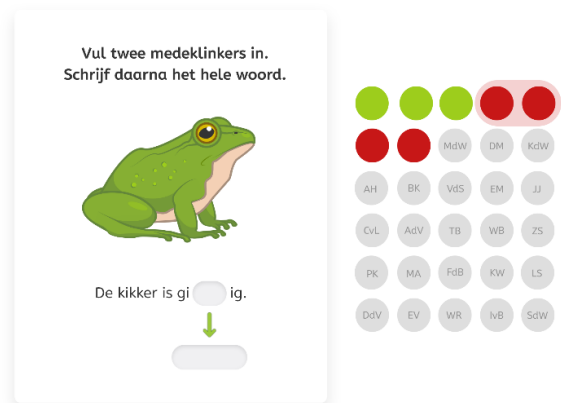 Vul twee medeklinkers in.
Schrijf daarna het hele woord.
De kikker is gi ig.
MdW DM KdW
AH BK VdS EM JJ
CvL AdV TB WB ZS
PK MA FdB KW LS
DdV EV WR IvB SdW